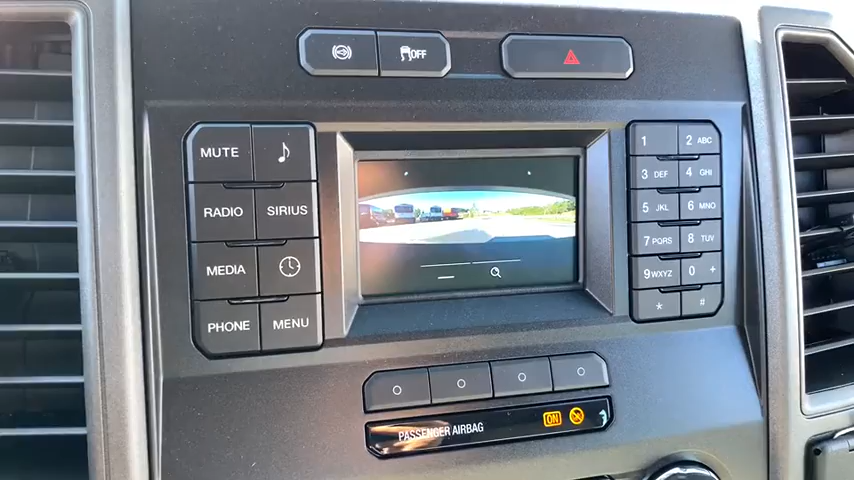 OFF
MUTE
RADIO SIRIUS
MEDIA
PHONE MENU
1 2 ABC
3 DEF 4 GHI
5 JKL 6 MNO
7 PQRS 8 TUV
9 WXYZ 0 +
* #
PASSENGER AIRBAG ON